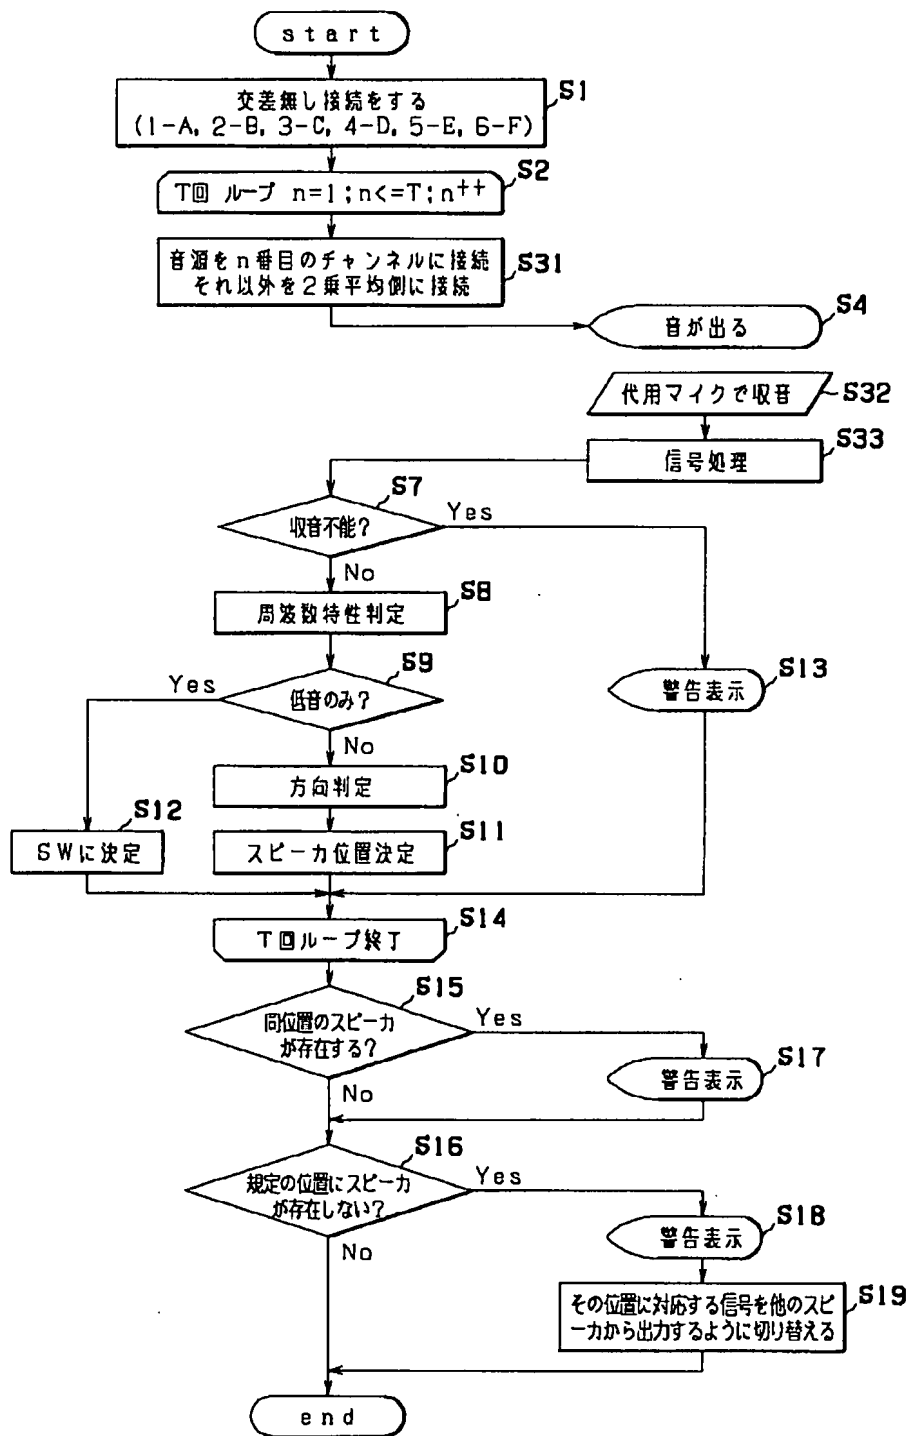 start
交差無し接続をする
(1-A, 2-B, 3-C, 4-D, 5-E, 6-F)
S1
T回 ループ n=1;n<=T;n++
S2
音源をn番目のチャンネルに接続
それ以外を2乗平均側に接続
S31
音が出る
S4
代用マイクで収音
S32
信号処理
S33
収音不能?
S7
Yes
No
周波数特性判定
S8
低音のみ?
S9
Yes
No
警告表示
S13
方向判定
S10
SWに決定
S12
スピーカ位置決定
S11
T回ループ終了
S14
同位置のスピーカ
が存在する?
S15
Yes
No
警告表示
S17
規定の位置にスピーカ
が存在しない?
S16
Yes
No
警告表示
S18
その位置に対応する信号を他のスピ
ーカから出力するように切り替える
S19
end